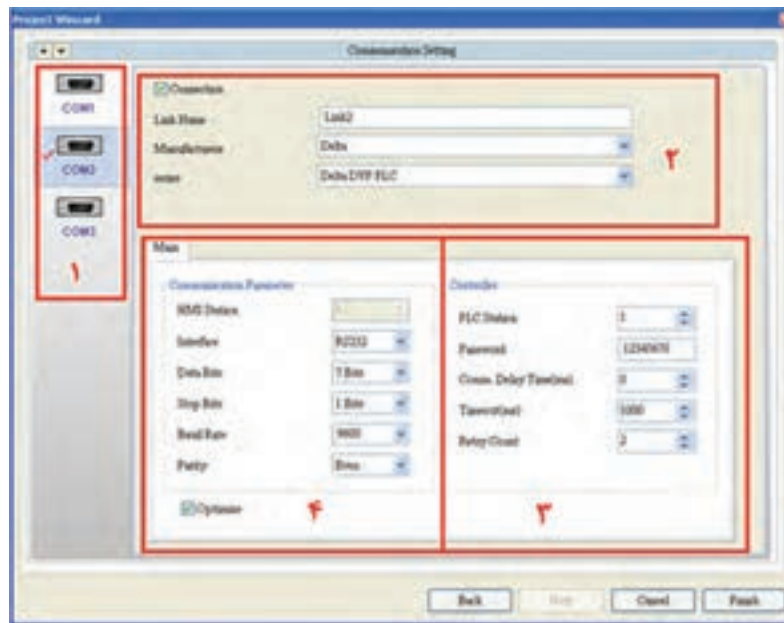 Project Wizzard
Communication Setting
COM1
COM2
COM3
۱
Connection
Link Name
Link2
Manufacturer
Delta
series
Delta DVP PLC
۲
Main
Communication Parameter
HMI Station
Interface
RS232
Data Bits
7 Bits
Stop Bits
1 Bits
Baud Rate
9600
Parity
Even
Optimize
۴
Controller
PLC Station
1
Password
12345678
Comm. Delay Time(ms)
0
Timeout(ms)
1000
Retry Count
2
۳
Back
Next
Cancel
Finish